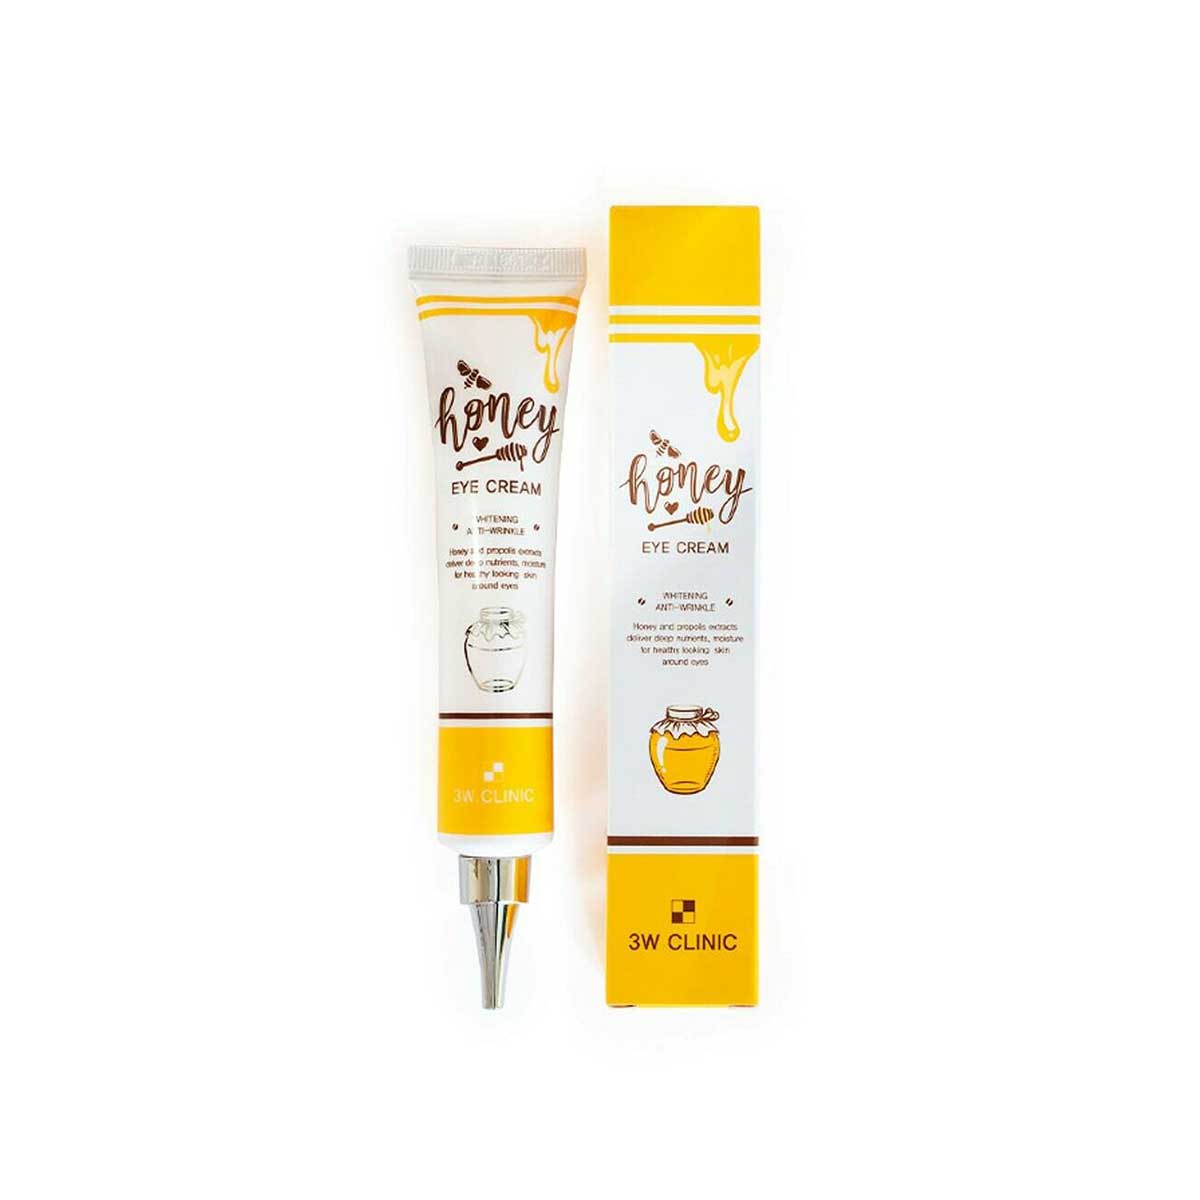 honey
EYE CREAM
WHITENING
ANTI-WRINKLE
Honey and propolis extracts
deliver deep nutrients, moisture
for heathy looking skin
around eyes
3W CLINIC
honey
EYE CREAM
WHITENING
ANTI-WRINKLE
Honey and propolis extracts
deliver deep nutrients, moisture
for heathy looking skin
around eyes
3W CLINIC